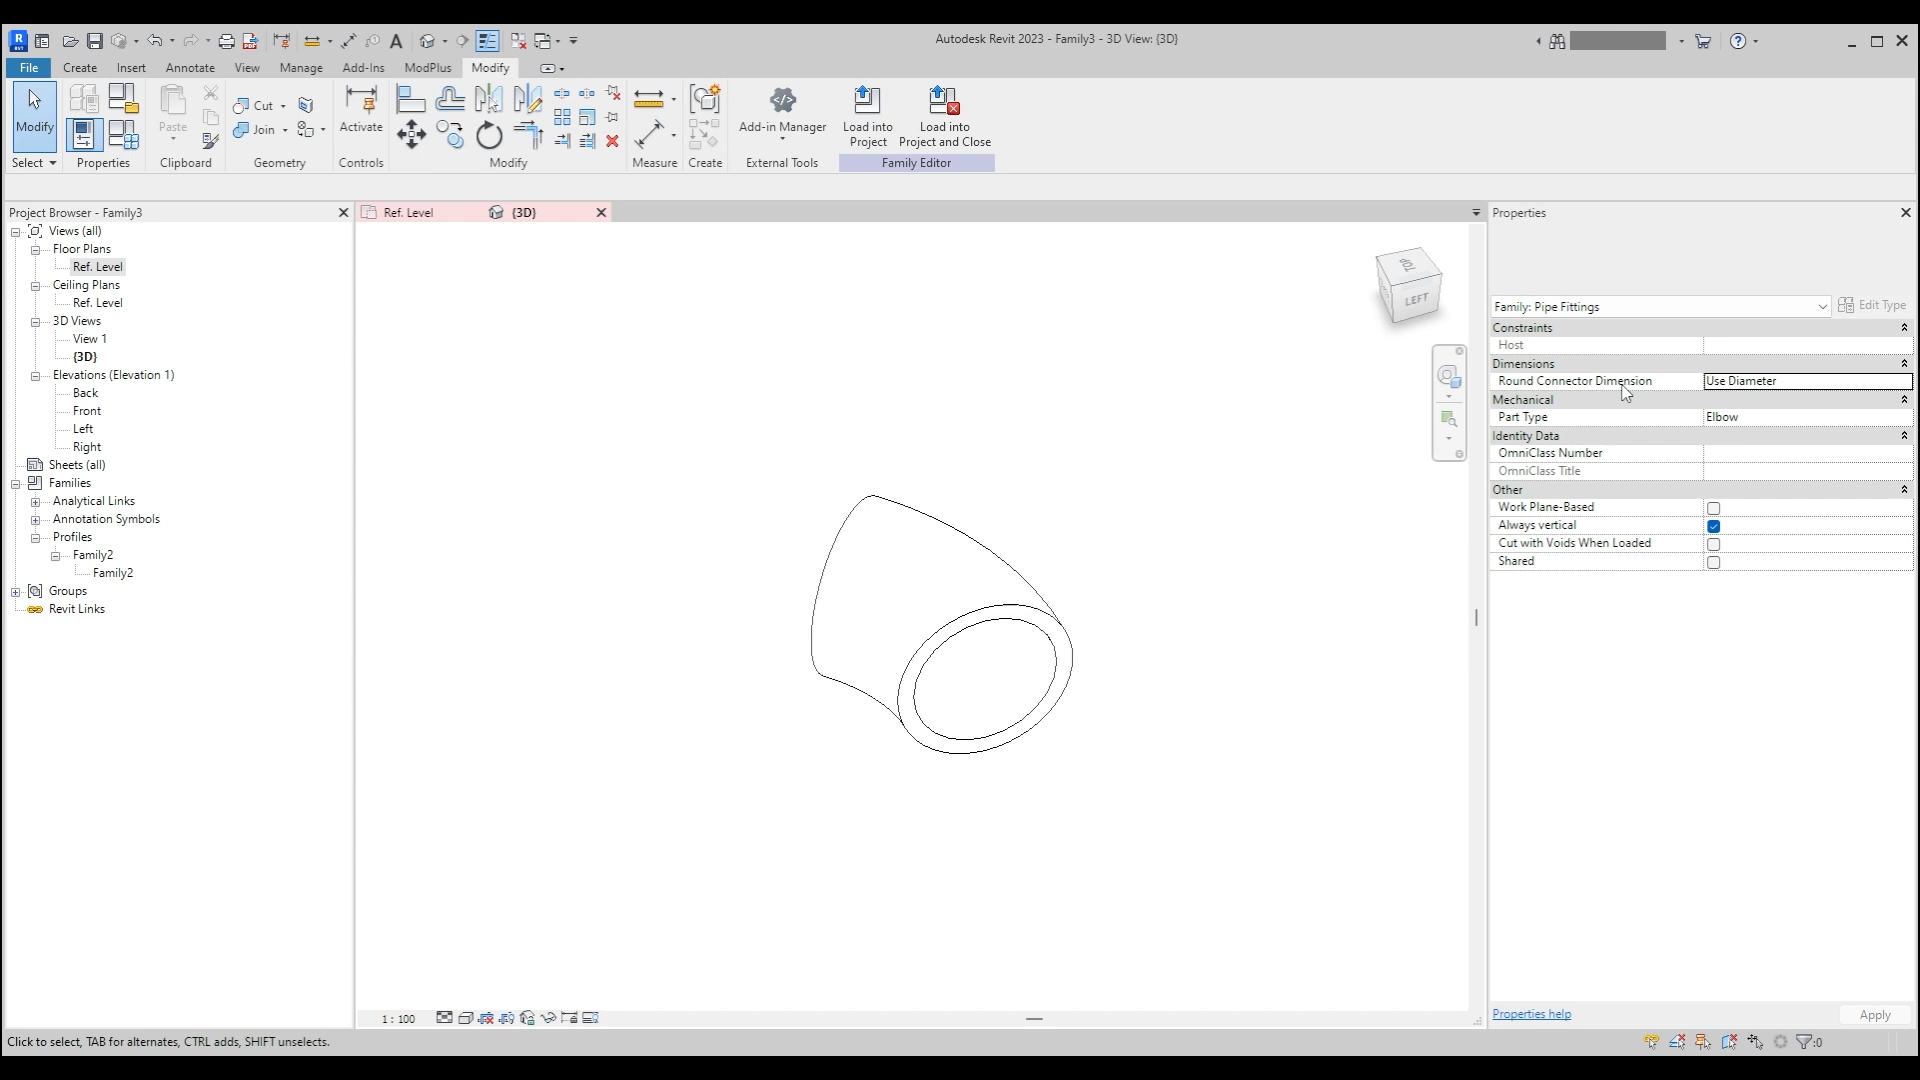 R
RVT
A
Autodesk Revit 2023 - Family3 - 3D View: {3D}
File Create Insert Annotate View Manage Add-Ins ModPlus Modify
Modify
Paste
Cut
Join
Activate
Add-in Manager
Load into
Project
Load into
Project and Close
Select Properties Clipboard Geometry Controls Modify Measure Create External Tools Family Editor
Project Browser - Family3
Views (all)
Floor Plans
Ref. Level
Ceiling Plans
Ref. Level
3D Views
View 1
{3D}
Elevations (Elevation 1)
Back
Front
Left
Right
Sheets (all)
Families
Analytical Links
Annotation Symbols
Profiles
Family2
Family2
Groups
Revit Links
Ref. Level {3D}
TOP
LEFT
1 : 100
Properties
Family: Pipe Fittings Edit Type
Constraints
Host
Dimensions
Round Connector Dimension Use Diameter
Mechanical
Part Type Elbow
Identity Data
OmniClass Number
OmniClass Title
Other
Work Plane-Based
Always vertical
Cut with Voids When Loaded
Shared
Properties help Apply
Click to select, TAB for alternates, CTRL adds, SHIFT unselects.
:0